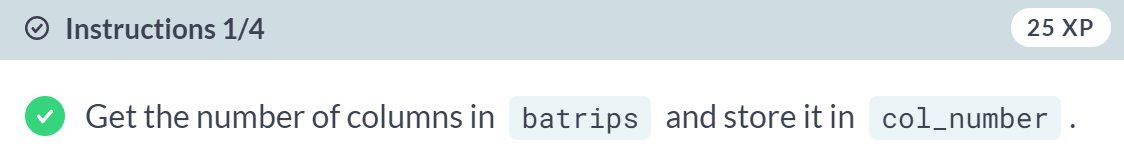 Instructions 1/4 25 XP
Get the number of columns in batrips and store it in col_number .